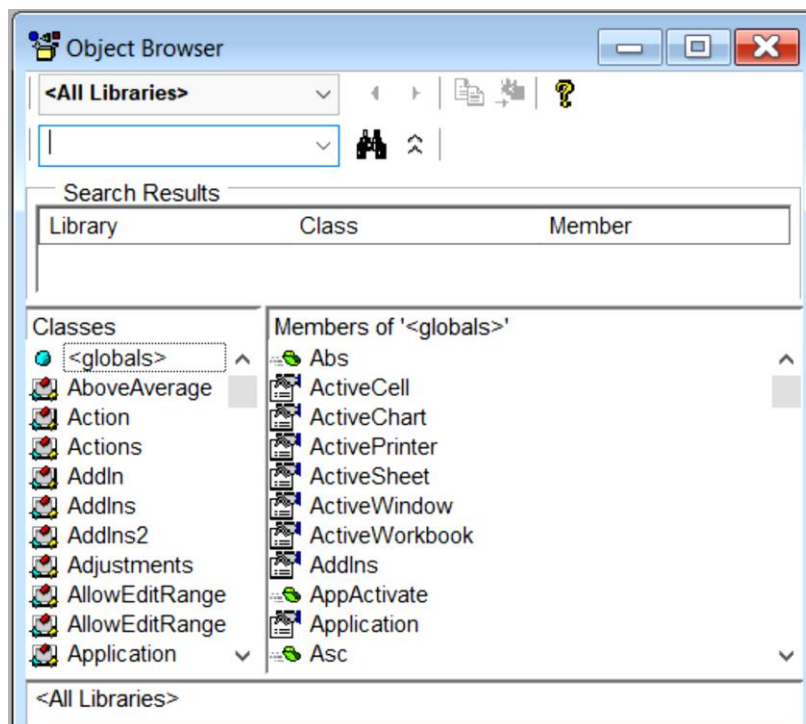 Object Browser
<All Libraries>
Search Results
Library Class Member
Classes
<globals>
AboveAverage
Action
Actions
AddIn
AddIns
AddIns2
Adjustments
AllowEditRange
AllowEditRange
Application
Members of '<globals>'
Abs
ActiveCell
ActiveChart
ActivePrinter
ActiveSheet
ActiveWindow
ActiveWorkbook
AddIns
AppActivate
Application
Asc
<All Libraries>